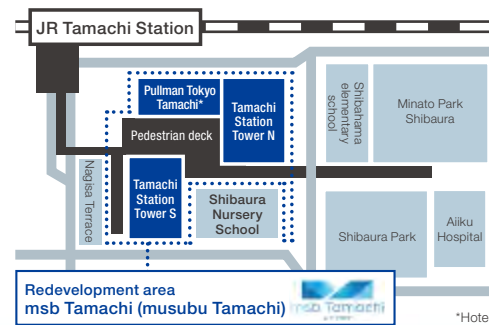 JR Tamachi Station
Pullman Tokyo
Tamachi*
Tamachi
Station
Tower N
Shibahama
elementary
school
Minato Park
Shibaura
Pedestrian deck
Nagisa Terrace
Tamachi
Station
Tower S
Shibaura
Nursery
School
Shibaura Park
Aiiku
Hospital
Redevelopment area
msb Tamachi (musubu Tamachi)
msb Tamachi
*Hote